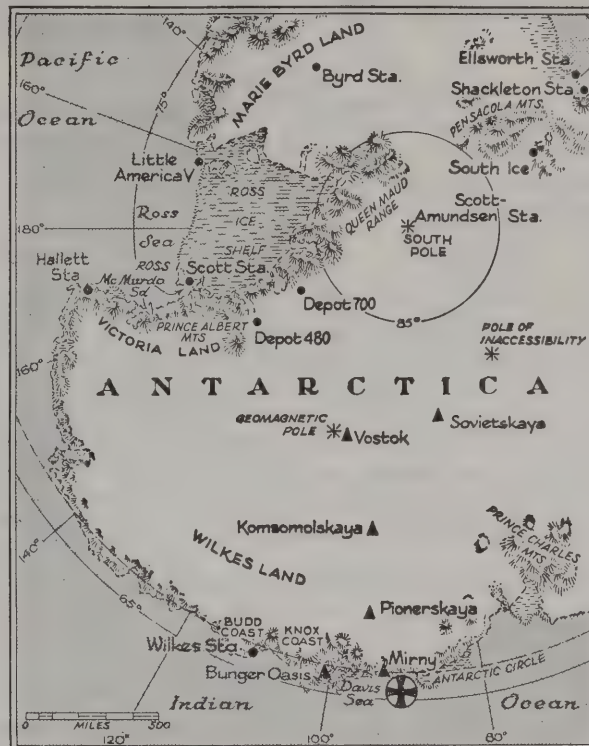 140°
Pacific
160°
Ocean
75°
MARIE BYRD LAND
Byrd Sta.
Ellsworth Sta.
Shackleton Sta.
PENSACOLA MTS.
South Ice
Little
America V
ROSS
ICE
SHELF
QUEEN MAUD
RANGE
Scott-
Amundsen Sta.
SOUTH
POLE
Ross
Sea
180°
Hallett
Sta
McMurdo
Sd.
ROSS I.
Scott Sta.
Depot 700
85°
VICTORIA LAND
PRINCE ALBERT
MTS
Depot 480
POLE OF
INACCESSIBILITY
160°
ANTARCTICA
GEOMAGNETIC
POLE
Vostok
Sovietskaya
Komsomolskaya
PRINCE CHARLES
MTS.
140°
WILKES LAND
65°
Pionerskaya
BUDD
COAST
KNOX
COAST
Wilkes Sta.
Bunger Oasis
Mirny
Davis
Sea
ANTARCTIC CIRCLE
Indian
Ocean
0 500
MILES
120°
100°
80°